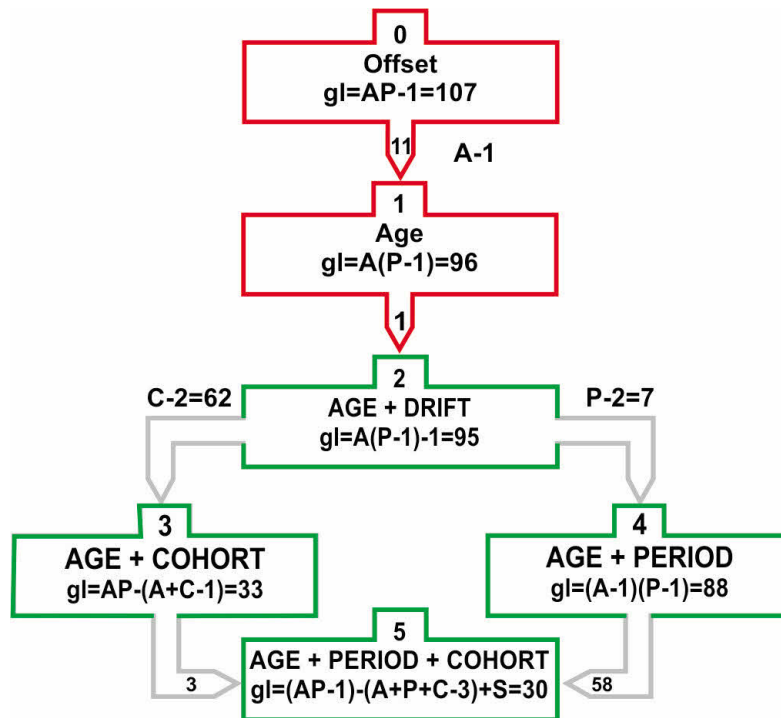 0
Offset
gl=AP-1=107
11
A-1
1
Age
gl=A(P-1)=96
1
2
C-2=62
P-2=7
AGE + DRIFT
gl=A(P-1)-1=95
3
AGE + COHORT
gl=AP-(A+C-1)=33
4
AGE + PERIOD
gl=(A-1)(P-1)=88
5
AGE + PERIOD + COHORT
gl=(AP-1)-(A+P+C-3)+S=30
3
58